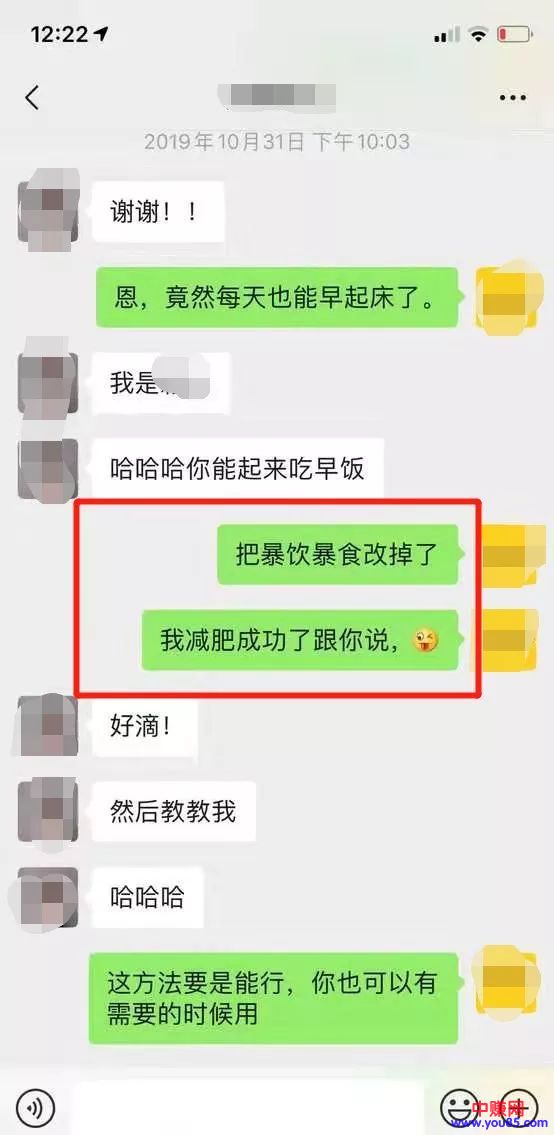 12:22
2019年10月31日 下午10:03
谢谢！！
恩，竟然每天也能早起床了。
我是
哈哈哈你能起来吃早饭
把暴饮暴食改掉了
我减肥成功了跟你说，😜
好滴！
然后教教我
哈哈哈
这方法要是能行，你也可以有
需要的时候用
中赚网
www.you85.com